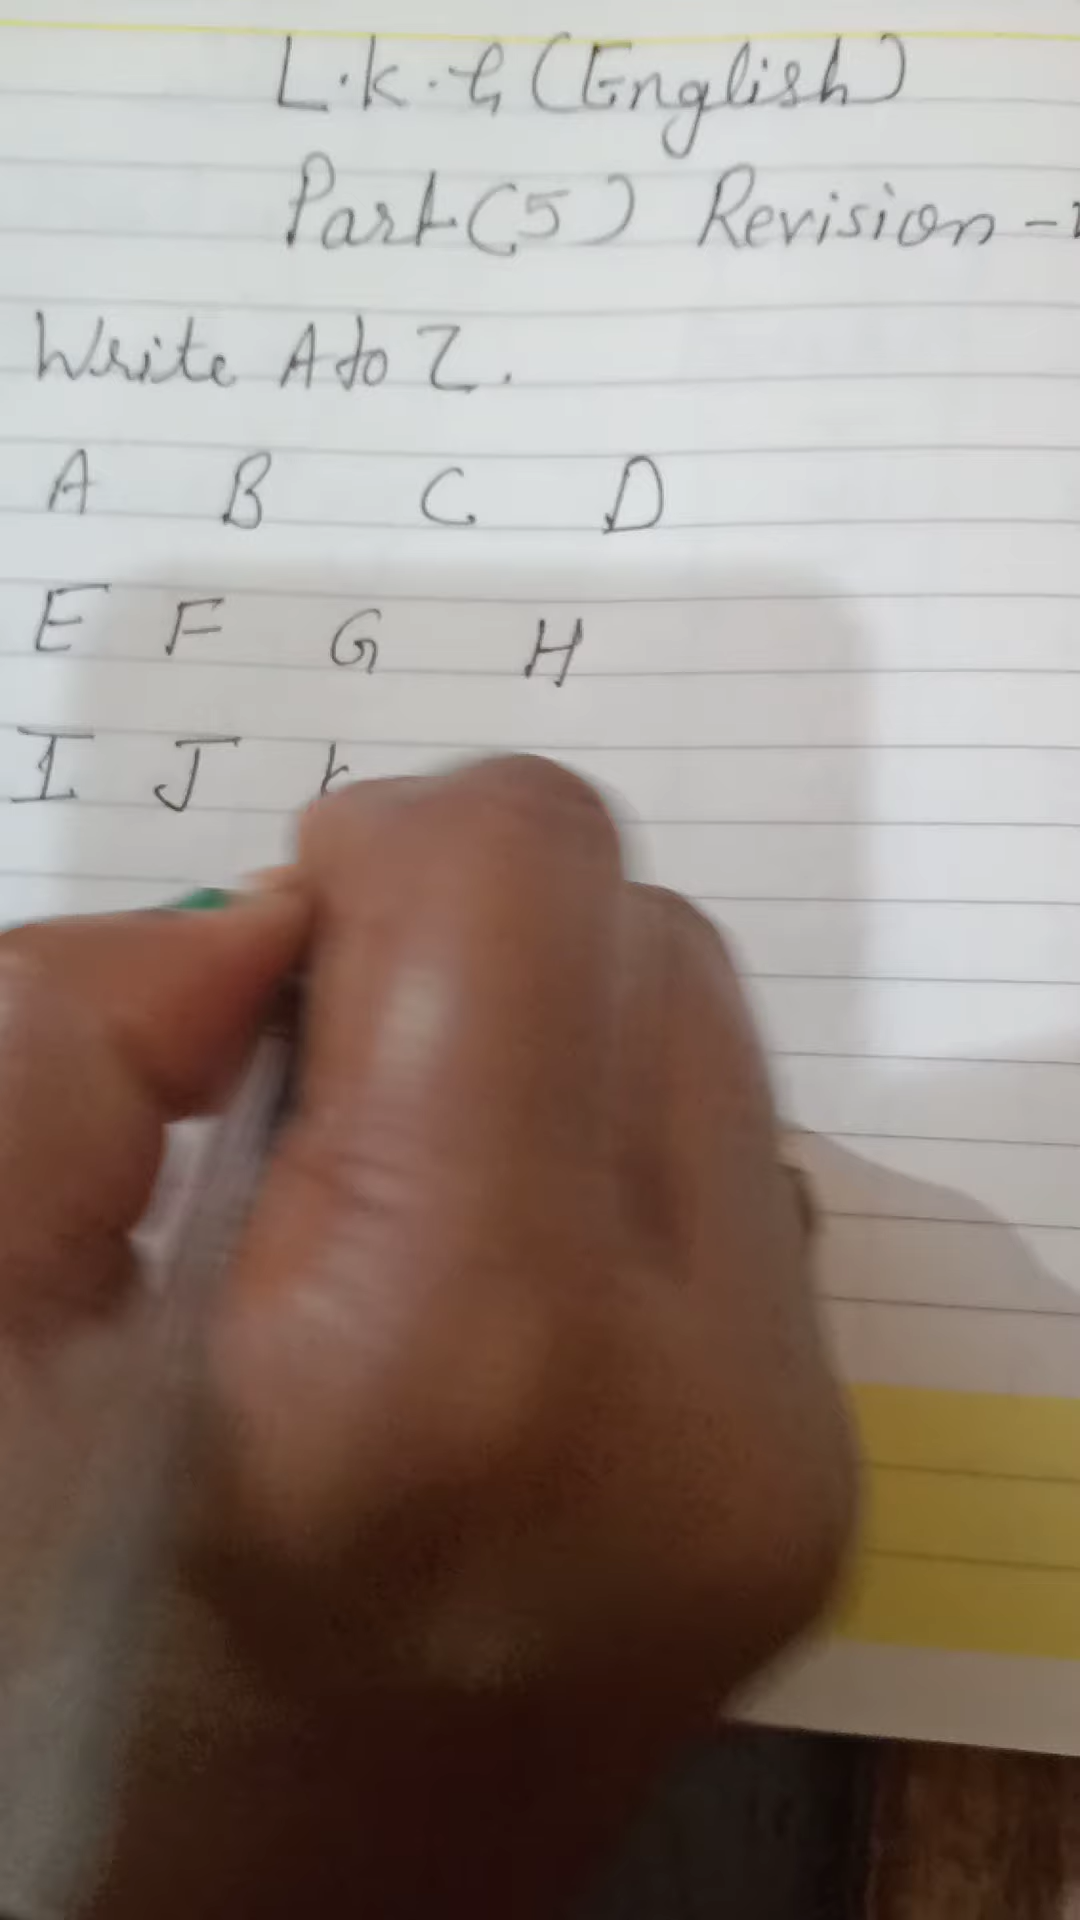 L.K.G (English)
Part (5) Revision -
Write A to Z.
A B C D
E F G H
I J K